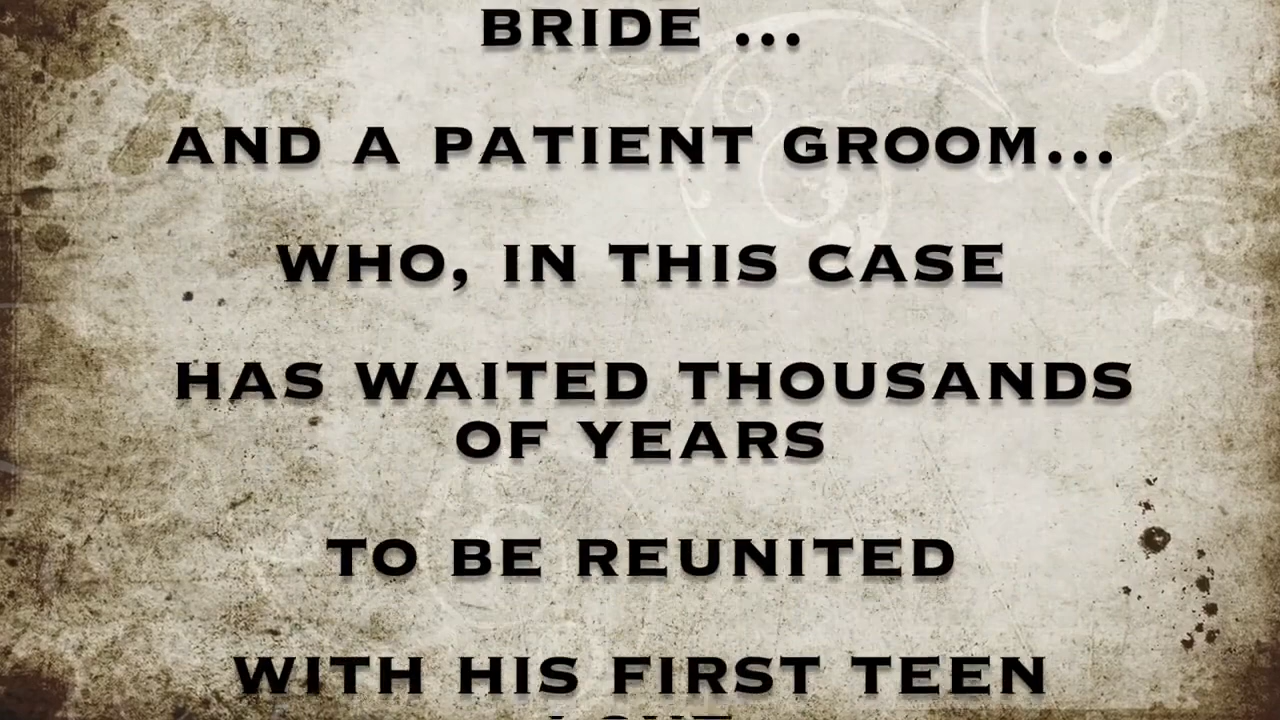 BRIDE ...
AND A PATIENT GROOM...
WHO, IN THIS CASE
HAS WAITED THOUSANDS
OF YEARS
TO BE REUNITED
WITH HIS FIRST TEEN